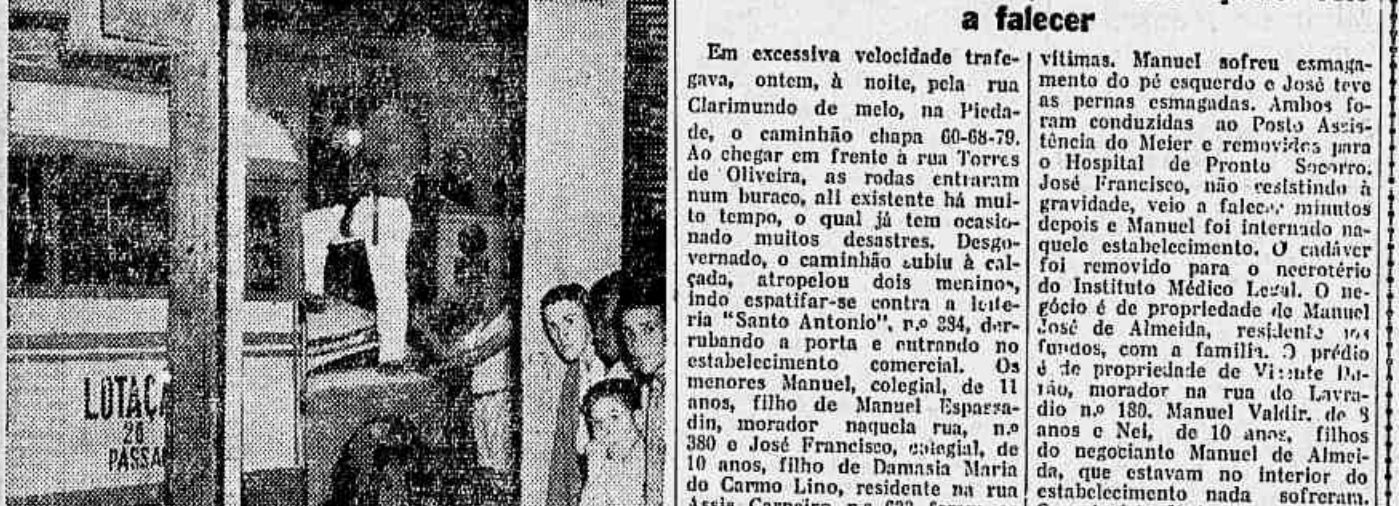 LOTAÇ
26
PASSA
a falecer
Em excessiva velocidade trafe-
gava, ontem, à noite, pela rua
Clarimundo de melo, na Pieda-
de, o caminhão chapa 60-68-79.
Ao chegar em frente à rua Torres
de Oliveira, as rodas entraram
num buraco, ali existente há mui-
to tempo, o qual já tem ocasio-
nado muitos desastres. Desgo-
vernado, o caminhão subiu à cal-
çada, atropelou dois meninos,
indo espatifar-se contra a leite-
ria "Santo Antonio", n.º 394, der-
rubando a porta e entrando no
estabelecimento comercial. Os
menores Manuel, colegial, de 11
anos, filho de Manuel Espassa-
din, morador naquela rua, n.º
380 e José Francisco, colegial, de
10 anos, filho de Damasia Maria
do Carmo Lino, residente na rua
Assis Carneiro
vítimas. Manuel sofreu esmaga-
mento do pé esquerdo e José teve
as pernas esmagadas. Ambos fo-
ram conduzidas ao Posto Assis-
tência do Meier e removidos para
o Hospital de Pronto Socorro.
José Francisco, não resistindo à
gravidade, veio a falecer minutos
depois e Manuel foi internado na-
quele estabelecimento. O cadáver
foi removido para o necrotério
do Instituto Médico Legal. O ne-
gócio é de propriedade de Manuel
José de Almeida, residente nos
fundos, com a familia. O prédio
é de propriedade de Vicente
morador na rua do Lavra-
dio n.º 180. Manuel Valdir, de 8
anos e Nei, de 10 anos, filhos
do negociante Manuel de Almei-
da, que estavam no interior do
estabelecimento nada sofreram.